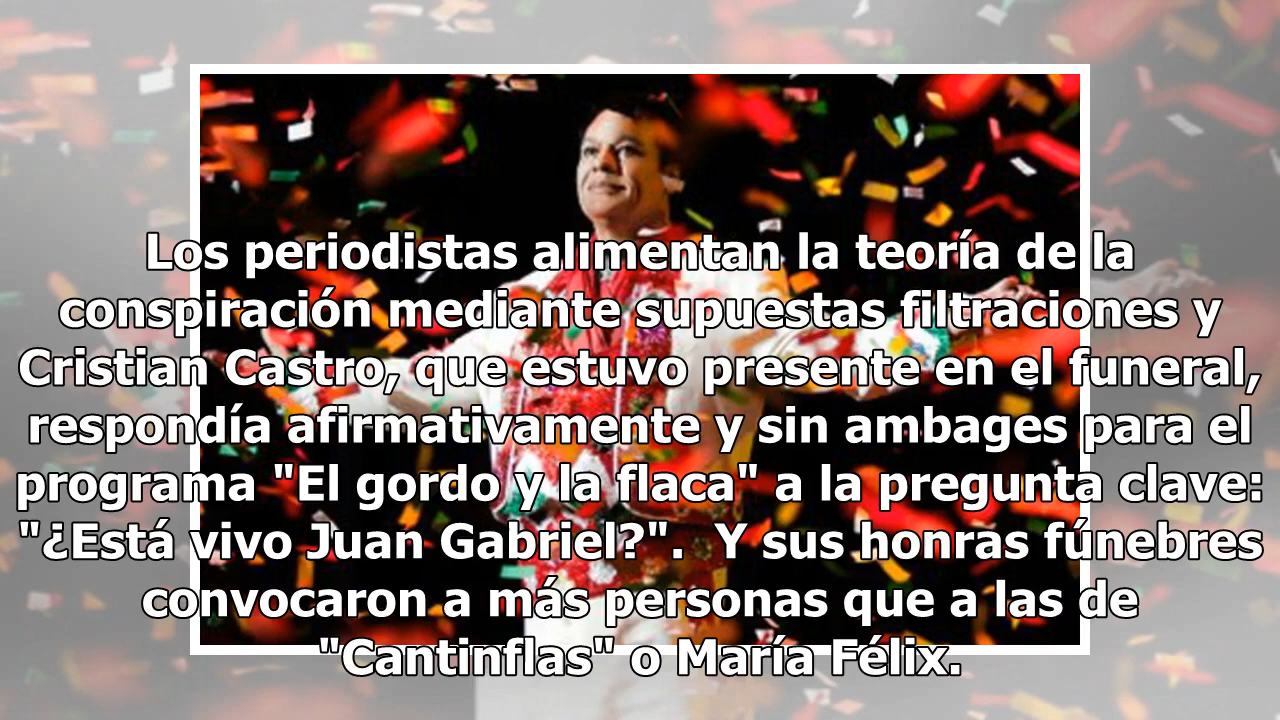 Los periodistas alimentan la teoría de la
conspiración mediante supuestas filtraciones y
Cristian Castro, que estuvo presente en el funeral,
respondía afirmativamente y sin ambages para el
programa "El gordo y la flaca" a la pregunta clave:
"¿Está vivo Juan Gabriel?".  Y sus honras fúnebres
convocaron a más personas que a las de
"Cantinflas" o María Félix.